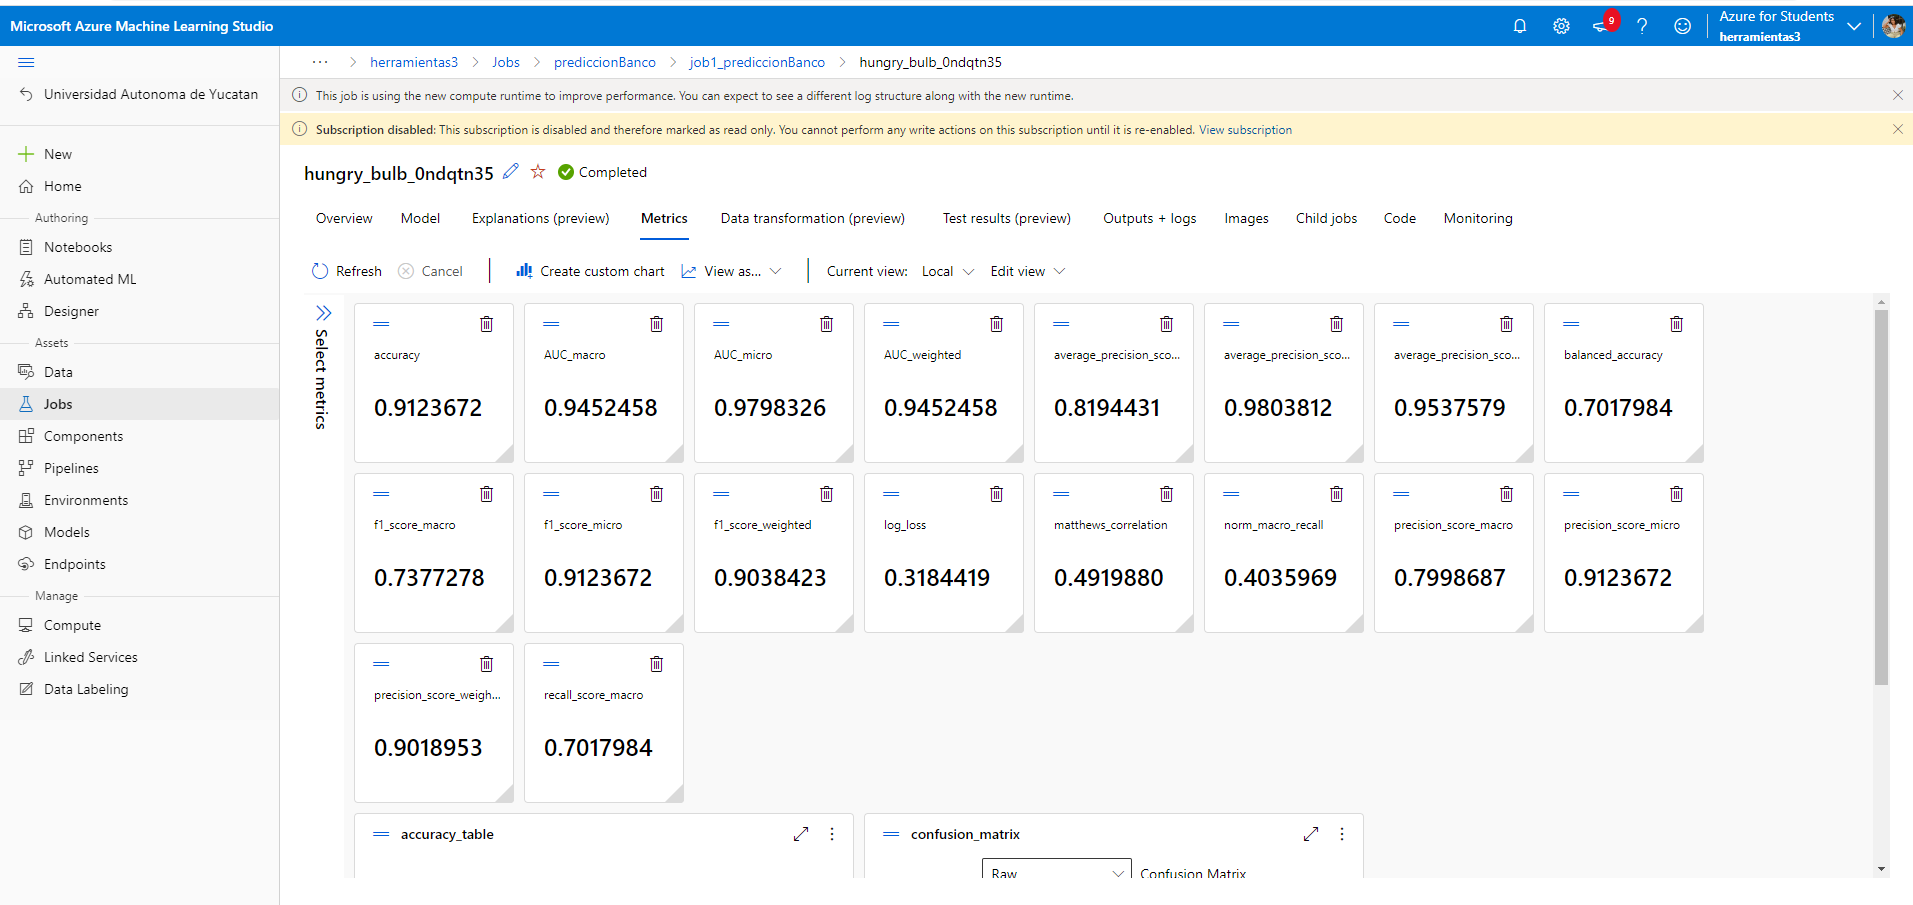 Microsoft Azure Machine Learning Studio
9
Azure for Students
herramientas3
Universidad Autonoma de Yucatan
New
Home
Authoring
Notebooks
Automated ML
Designer
Assets
Data
Jobs
Components
Pipelines
Environments
Models
Endpoints
Manage
Compute
Linked Services
Data Labeling
... > herramientas3 > Jobs > prediccionBanco > job1_prediccionBanco > hungry_bulb_0ndqtn35
This job is using the new compute runtime to improve performance. You can expect to see a different log structure along with the new runtime.
Subscription disabled: This subscription is disabled and therefore marked as read only. You cannot perform any write actions on this subscription until it is re-enabled. View subscription
hungry_bulb_0ndqtn35 Completed
Overview Model Explanations (preview) Metrics Data transformation (preview) Test results (preview) Outputs + logs Images Child jobs Code Monitoring
Refresh Cancel Create custom chart View as... Current view: Local Edit view
Select metrics
accuracy AUC_macro AUC_micro AUC_weighted average_precision_sco... average_precision_sco... average_precision_sco... balanced_accuracy
0.9123672 0.9452458 0.9798326 0.9452458 0.8194431 0.9803812 0.9537579 0.7017984
f1_score_macro f1_score_micro f1_score_weighted log_loss matthews_correlation norm_macro_recall precision_score_macro precision_score_micro
0.7377278 0.9123672 0.9038423 0.3184419 0.4919880 0.4035969 0.7998687 0.9123672
precision_score_weigh... recall_score_macro
0.9018953 0.7017984
accuracy_table confusion_matrix
Raw Confusion Matrix